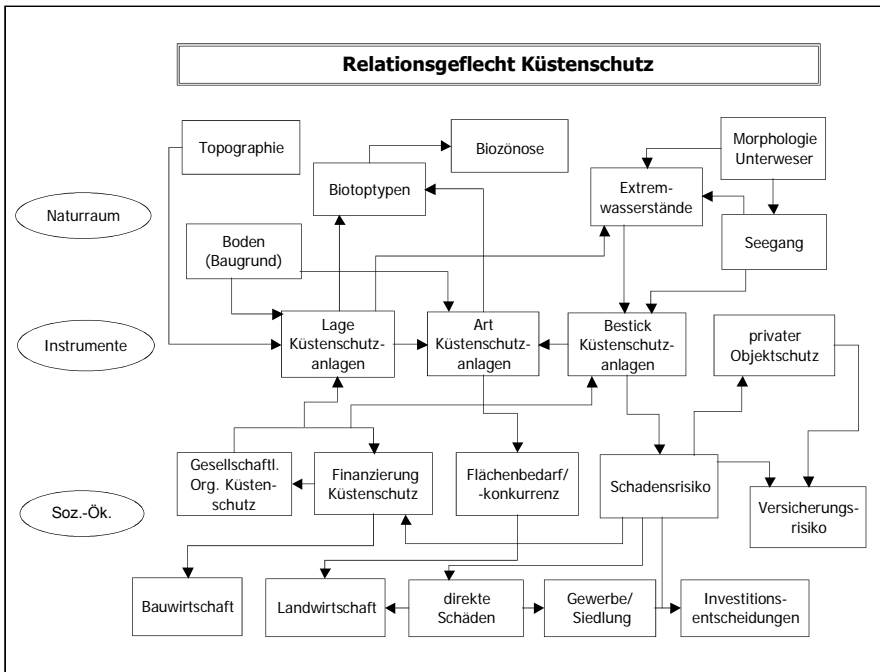 Relationsgeflecht Küstenschutz
Topographie
Biozönose
Morphologie
Unterweser
Biotoptypen
Extrem-
wasserstände
Naturraum
Boden
(Baugrund)
Seegang
Lage
Küstenschutz-
anlagen
Art
Küstenschutz-
anlagen
Bestick
Küstenschutz-
anlagen
privater
Objektschutz
Instrumente
Gesellschaftl.
Org. Küsten-
schutz
Finanzierung
Küstenschutz
Flächenbedarf/
-konkurrenz
Schadensrisiko
Versicherungs-
risiko
Soz.-Ök.
Bauwirtschaft
Landwirtschaft
direkte
Schäden
Gewerbe/
Siedlung
Investitions-
entscheidungen